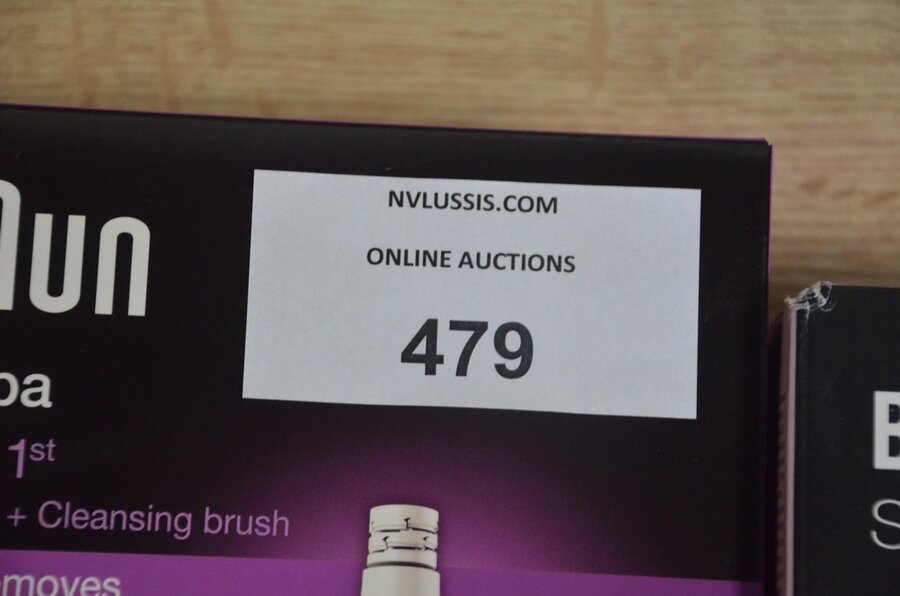 NVLUSSIS.COM
ONLINE AUCTIONS
479
1st
+ Cleansing brush